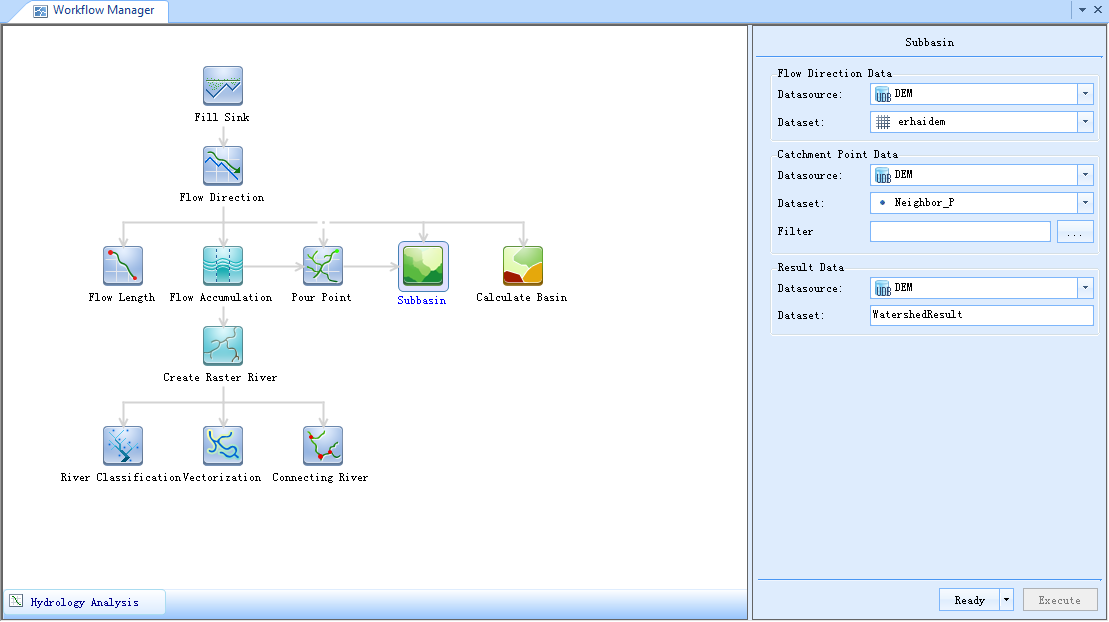 Workflow Manager
Fill Sink
Flow Direction
Flow Length
Flow Accumulation
Pour Point
Subbasin
Calculate Basin
Create Raster River
River Classification
Vectorization
Connecting River
Hydrology Analysis
Subbasin
Flow Direction Data
Datasource: UDB DEM
Dataset: erhaidem
Catchment Point Data
Datasource: UDB DEM
Dataset: Neighbor_P
Filter ...
Result Data
Datasource: UDB DEM
Dataset: WatershedResult
Ready Execute